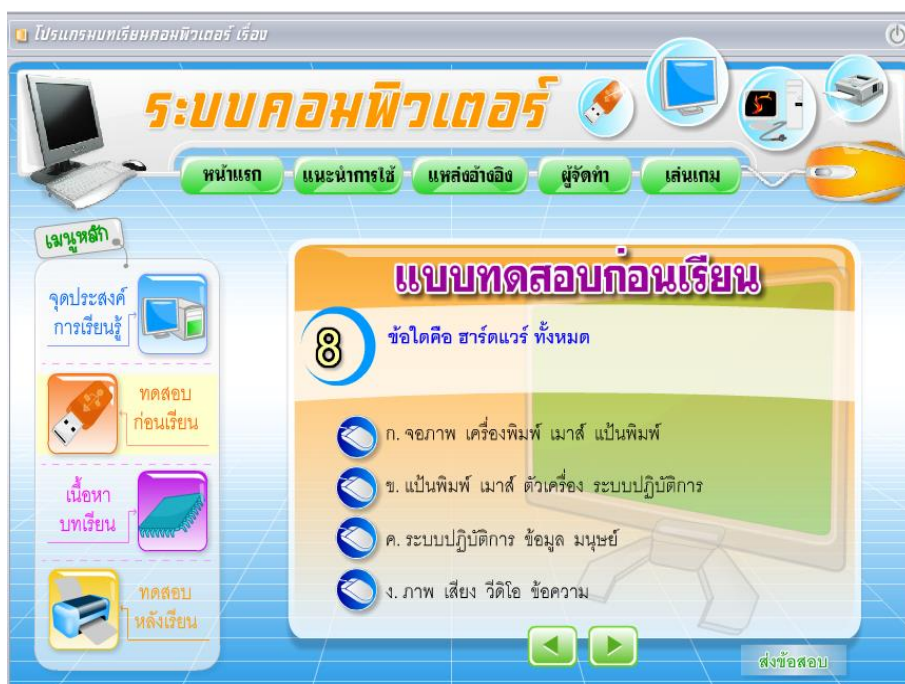 โปรแกรมบทเรียนคอมพิวเตอร์ เรื่อง
ระบบคอมพิวเตอร์
หน้าแรก แนะนำการใช้ แหล่งอ้างอิง ผู้จัดทำ เล่นเกม
เมนูหลัก
จุดประสงค์
การเรียนรู้
ทดสอบ
ก่อนเรียน
เนื้อหา
บทเรียน
ทดสอบ
หลังเรียน
แบบทดสอบก่อนเรียน
8 ข้อใดคือ ฮาร์ดแวร์ ทั้งหมด
ก. จอภาพ เครื่องพิมพ์ เมาส์ แป้นพิมพ์
ข. แป้นพิมพ์ เมาส์ ตัวเครื่อง ระบบปฏิบัติการ
ค. ระบบปฏิบัติการ ข้อมูล มนุษย์
ง. ภาพ เสียง วีดิโอ ข้อความ
ส่งข้อสอบ